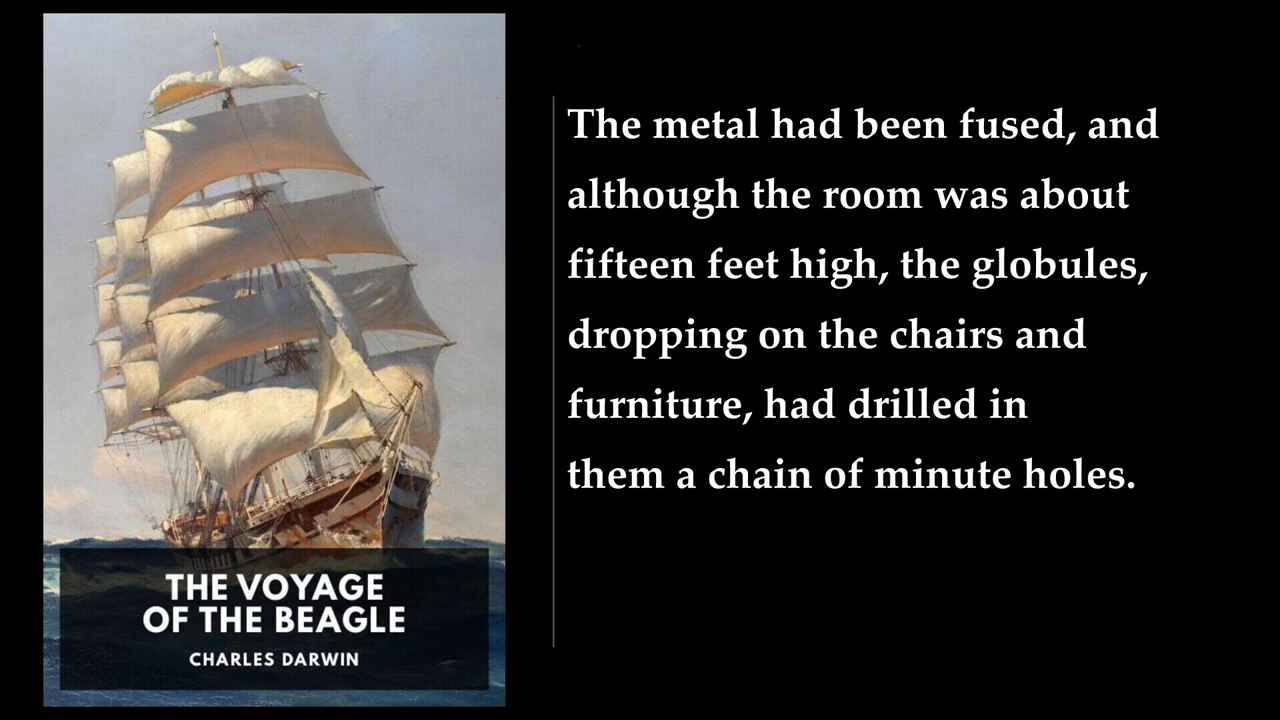 THE VOYAGE
OF THE BEAGLE
CHARLES DARWIN
The metal had been fused, and
although the room was about
fifteen feet high, the globules,
dropping on the chairs and
furniture, had drilled in
them a chain of minute holes.